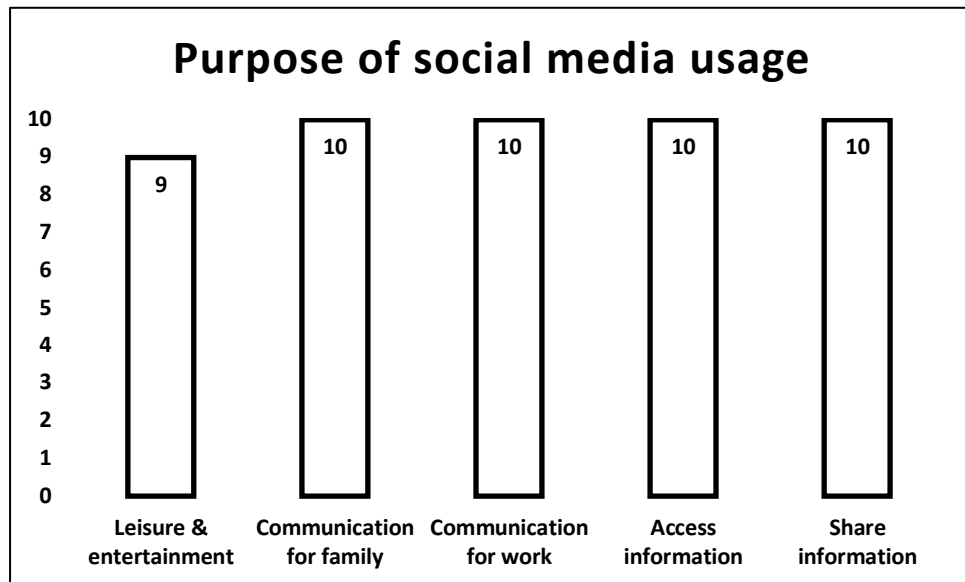 Purpose of social media usage
10
9
8
7
6
5
4
3
2
1
0
9
10
10
10
10
Leisure &
entertainment
Communication
for family
Communication
for work
Access
information
Share
information